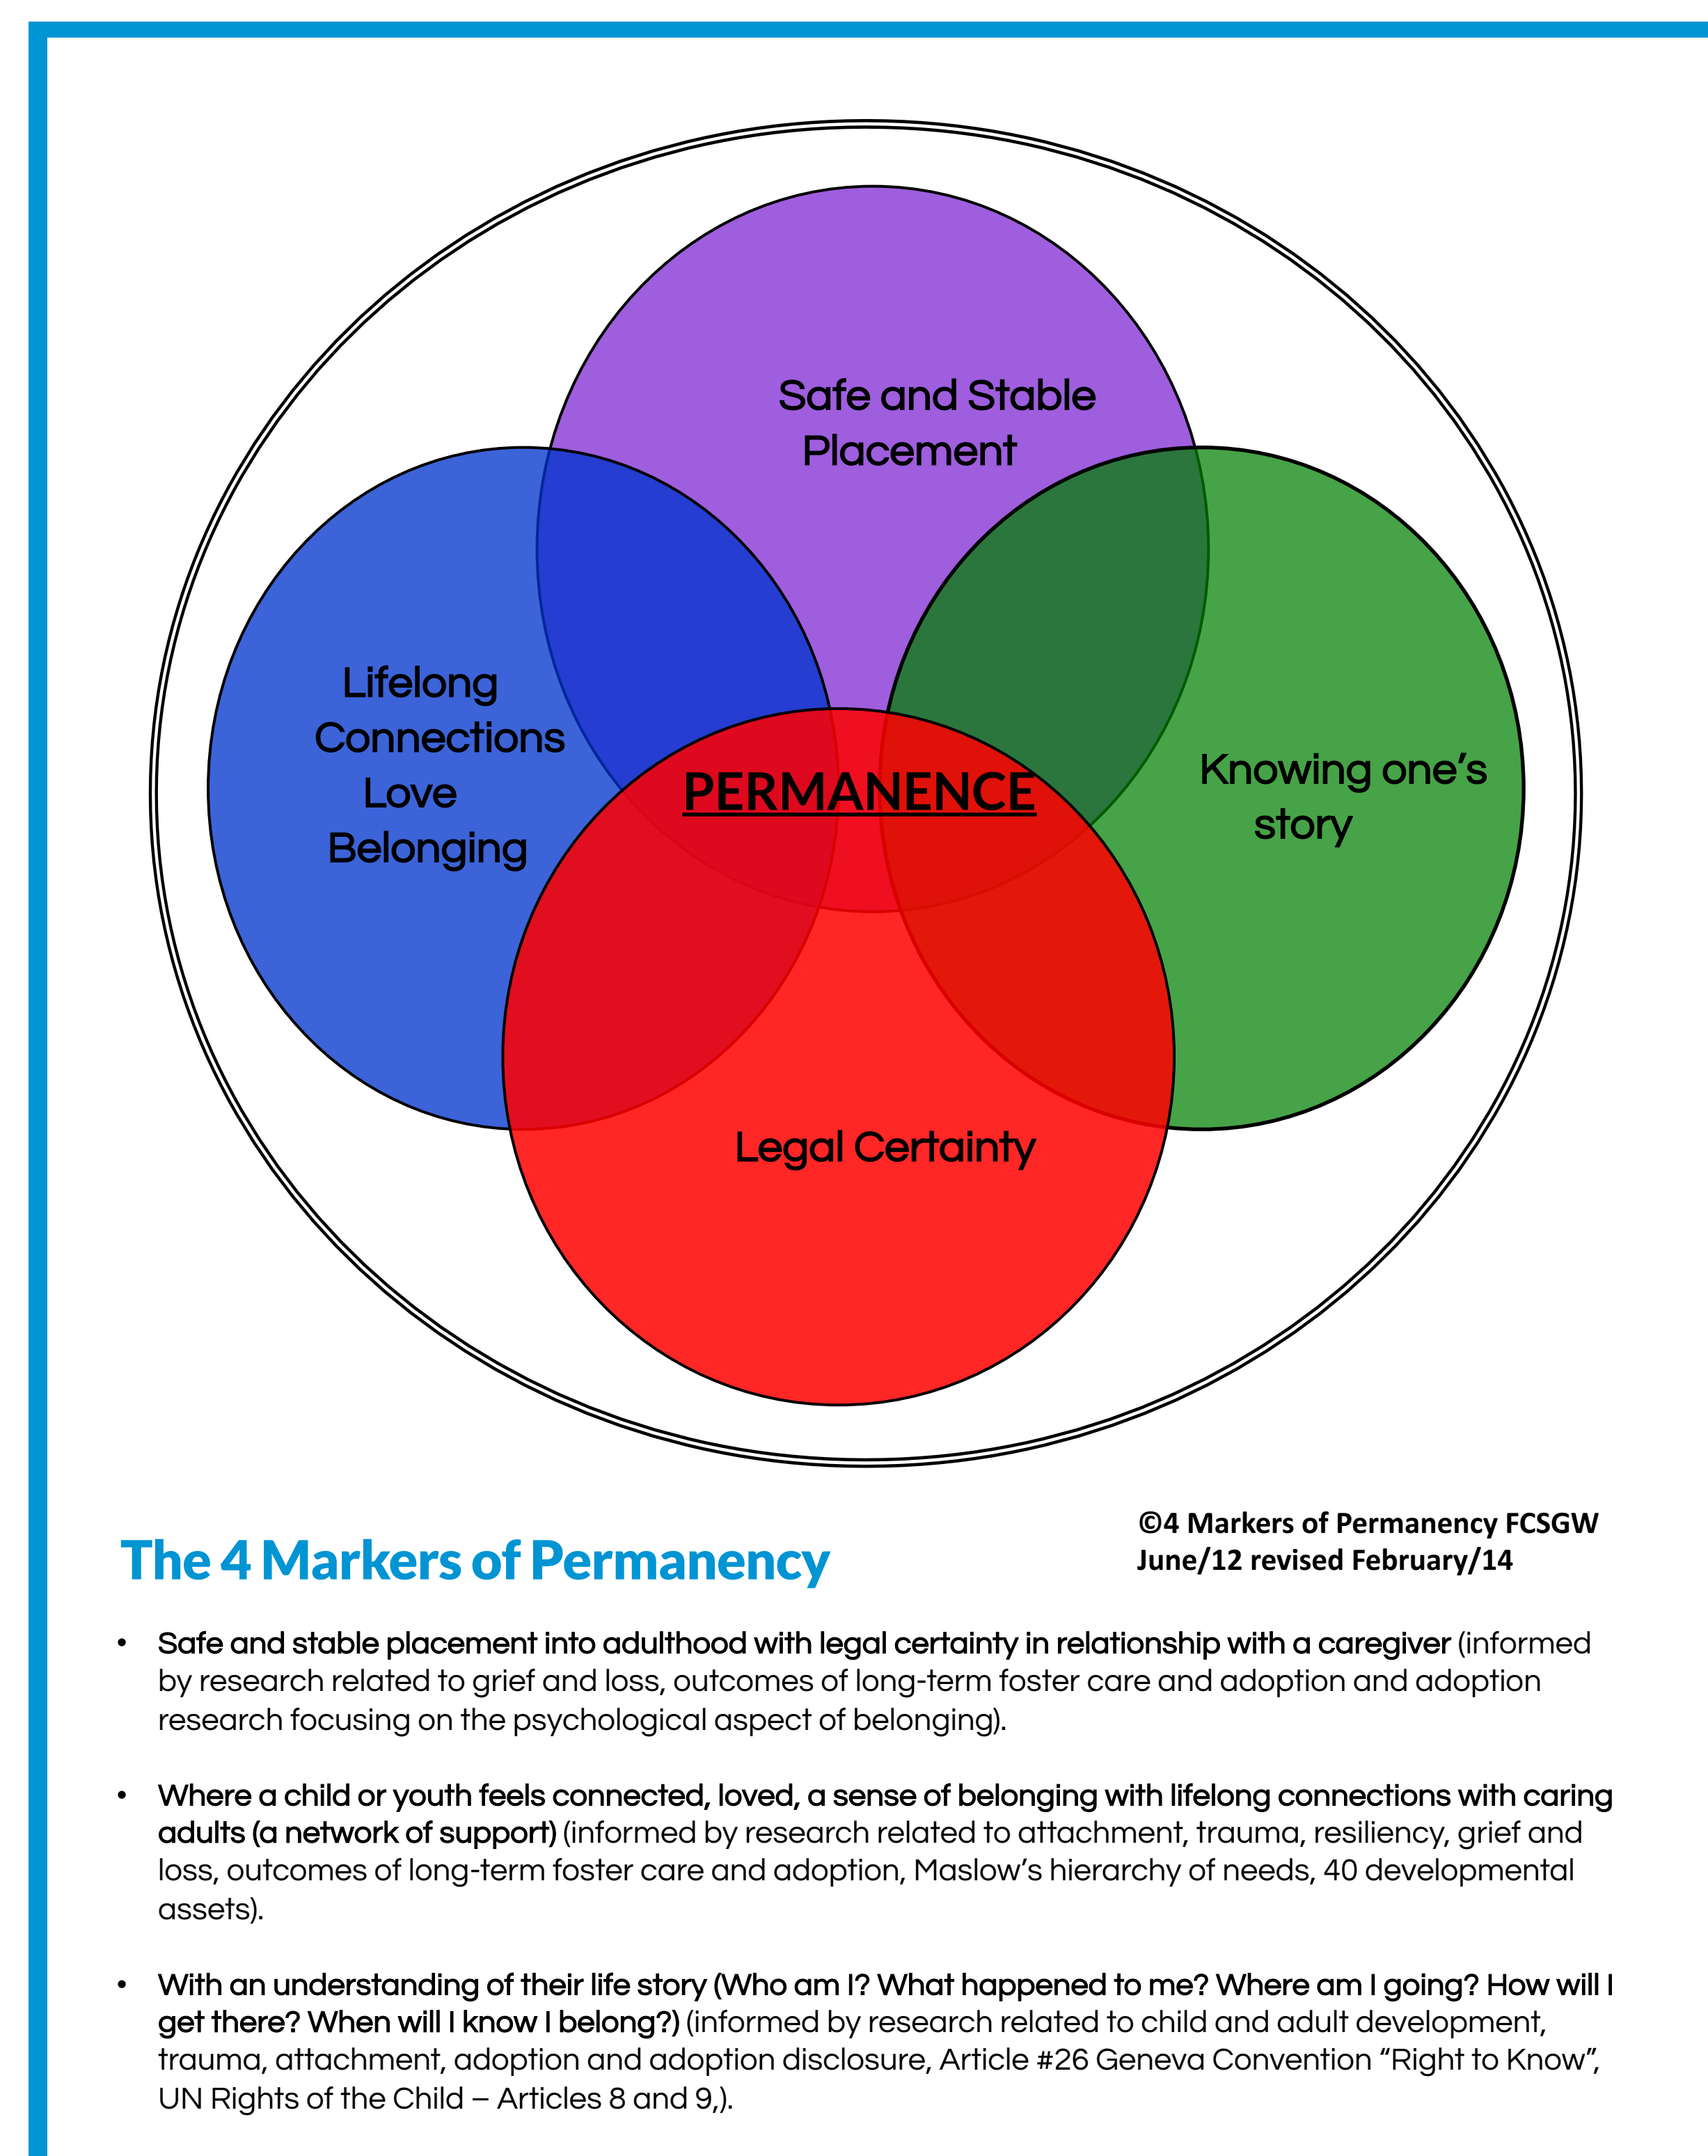 Safe and Stable
Placement
Lifelong
Connections
Love
Belonging
PERMANENCE
Knowing one’s
story
Legal Certainty
©4 Markers of Permanency FCSGW
June/12 revised February/14
The 4 Markers of Permanency
• Safe and stable placement into adulthood with legal certainty in relationship with a caregiver (informed
by research related to grief and loss, outcomes of long-term foster care and adoption and adoption
research focusing on the psychological aspect of belonging).
• Where a child or youth feels connected, loved, a sense of belonging with lifelong connections with caring
adults (a network of support) (informed by research related to attachment, trauma, resiliency, grief and
loss, outcomes of long-term foster care and adoption, Maslow’s hierarchy of needs, 40 developmental
assets).
• With an understanding of their life story (Who am I? What happened to me? Where am I going? How will I
get there? When will I know I belong?) (informed by research related to child and adult development,
trauma, attachment, adoption and adoption disclosure, Article #26 Geneva Convention “Right to Know”,
UN Rights of the Child – Articles 8 and 9,).